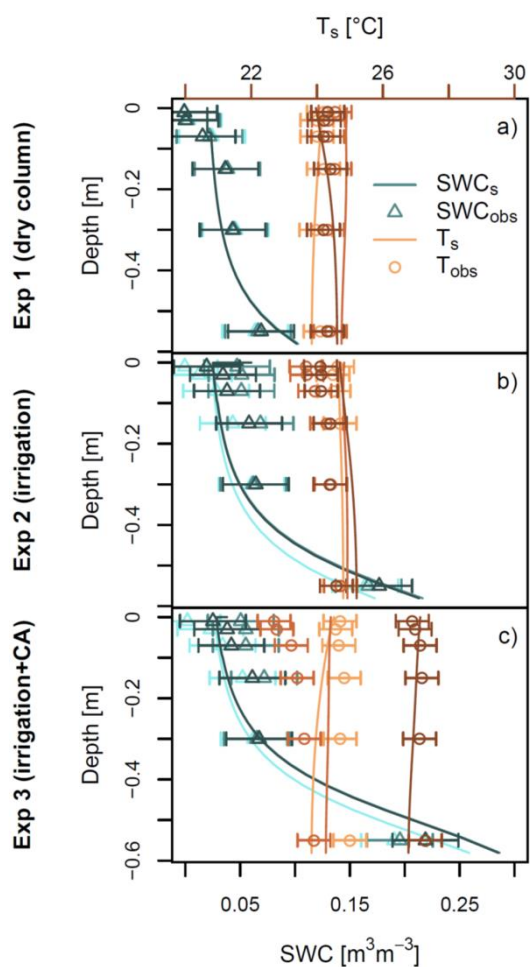 Tₛ [°C]
22 26 30
Exp 1 (dry column)
Depth [m]
0
−0.2
−0.4
a)
SWCₛ
SWCobs
Tₛ
Tobs
Exp 2 (irrigation)
Depth [m]
0
−0.2
−0.4
b)
Exp 3 (irrigation+CA)
Depth [m]
0
−0.2
−0.4
−0.6
c)
0.05 0.15 0.25
SWC [m³m⁻³]